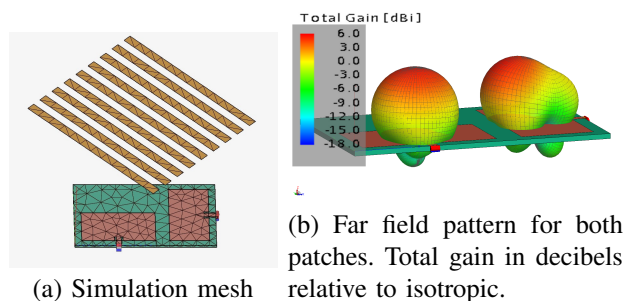 Total Gain [dBi]
6.0
3.0
0.0
-3.0
-6.0
-9.0
-12.0
-15.0
-18.0
(a) Simulation mesh
(b) Far field pattern for both
patches. Total gain in decibels
relative to isotropic.